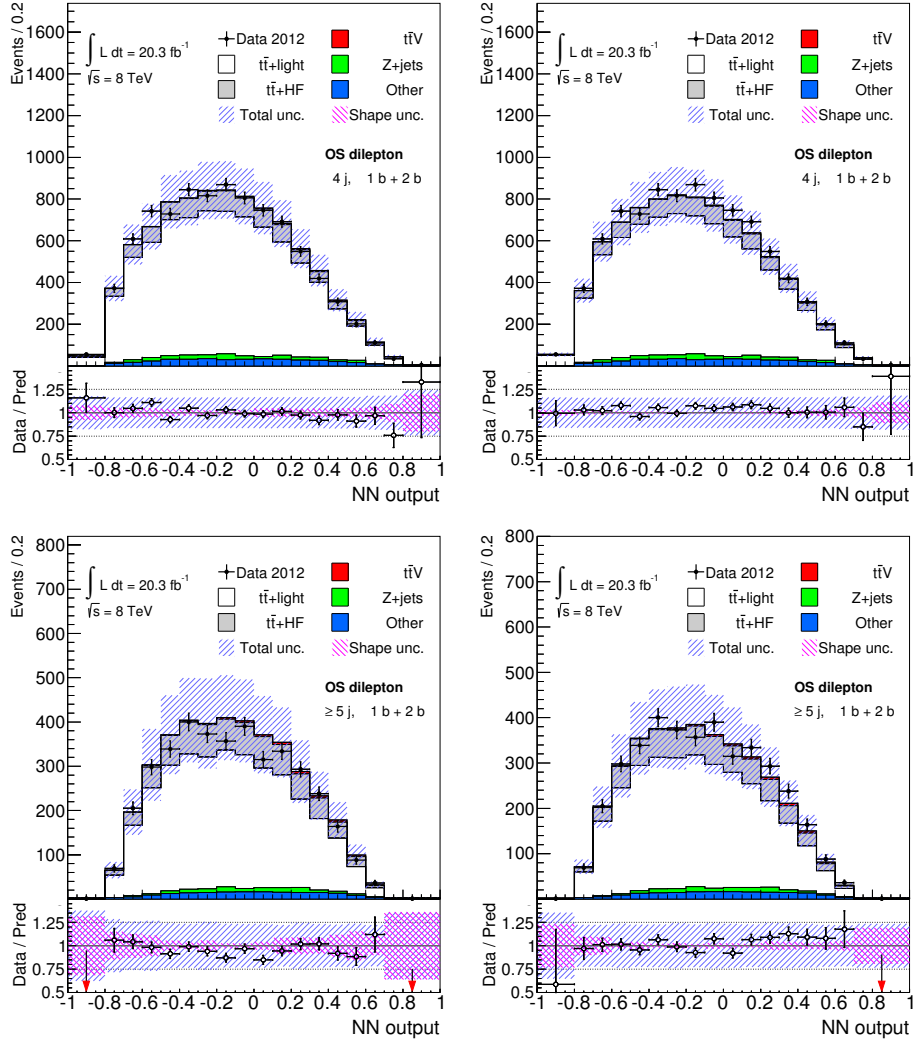 Events / 0.2
1600
1400
1200
1000
800
600
400
200
∫ L dt = 20.3 fb⁻¹
√s = 8 TeV
Data 2012
tt̄V
tt̄+light
Z+jets
tt̄+HF
Other
Total unc.
Shape unc.
OS dilepton
4 j, 1 b + 2 b
Data / Pred
1.25
1
0.75
0.5
-1 -0.8 -0.6 -0.4 -0.2 0 0.2 0.4 0.6 0.8 1
NN output
Events / 0.2
1600
1400
1200
1000
800
600
400
200
∫ L dt = 20.3 fb⁻¹
√s = 8 TeV
Data 2012
tt̄V
tt̄+light
Z+jets
tt̄+HF
Other
Total unc.
Shape unc.
OS dilepton
4 j, 1 b + 2 b
Data / Pred
1.25
1
0.75
0.5
-1 -0.8 -0.6 -0.4 -0.2 0 0.2 0.4 0.6 0.8 1
NN output
Events / 0.2
800
700
600
500
400
300
200
100
∫ L dt = 20.3 fb⁻¹
√s = 8 TeV
Data 2012
tt̄V
tt̄+light
Z+jets
tt̄+HF
Other
Total unc.
Shape unc.
OS dilepton
≥ 5 j, 1 b + 2 b
Data / Pred
1.25
1
0.75
0.5
-1 -0.8 -0.6 -0.4 -0.2 0 0.2 0.4 0.6 0.8 1
NN output
Events / 0.2
800
700
600
500
400
300
200
100
∫ L dt = 20.3 fb⁻¹
√s = 8 TeV
Data 2012
tt̄V
tt̄+light
Z+jets
tt̄+HF
Other
Total unc.
Shape unc.
OS dilepton
≥ 5 j, 1 b + 2 b
Data / Pred
1.25
1
0.75
0.5
-1 -0.8 -0.6 -0.4 -0.2 0 0.2 0.4 0.6 0.8 1
NN output